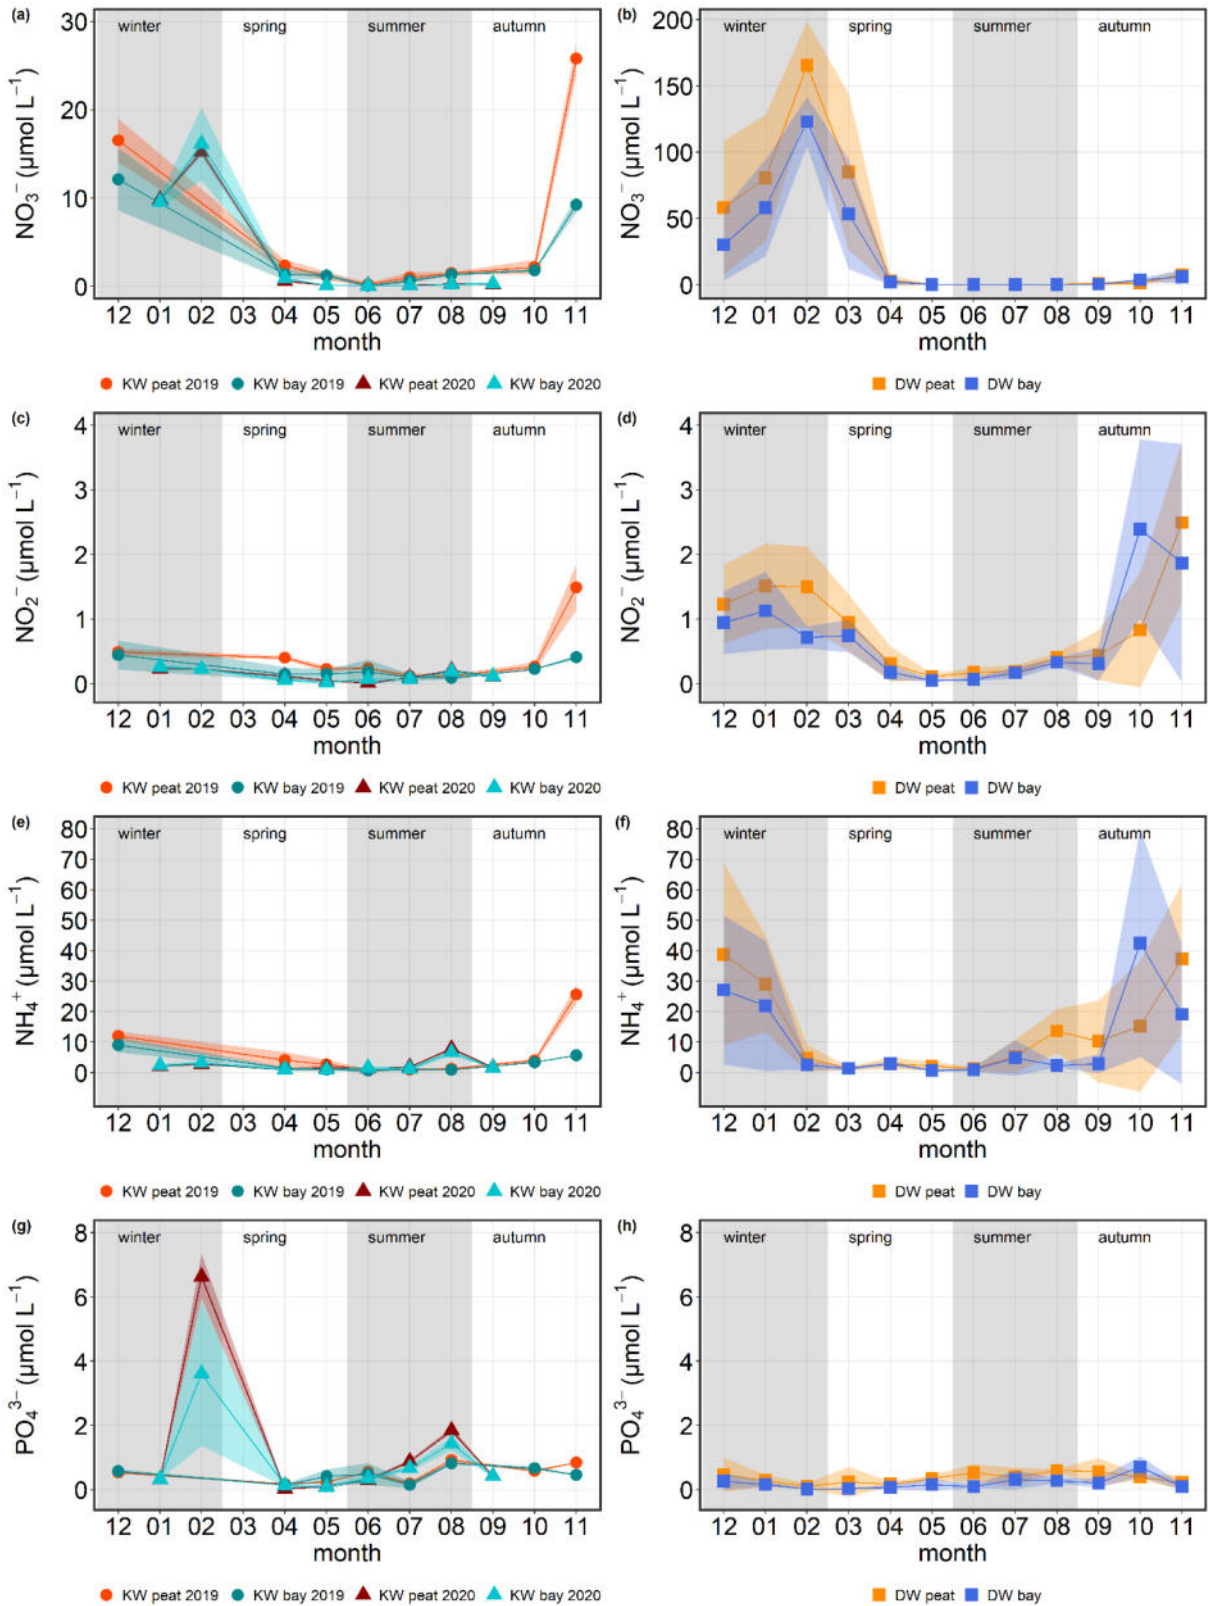 (a)
winter spring summer autumn
30
20
10
0
NO₃⁻ (µmol L⁻¹)
12 01 02 03 04 05 06 07 08 09 10 11
month
KW peat 2019 KW bay 2019 KW peat 2020 KW bay 2020
(b)
winter spring summer autumn
200
150
100
50
0
NO₃⁻ (µmol L⁻¹)
12 01 02 03 04 05 06 07 08 09 10 11
month
DW peat DW bay
(c)
winter spring summer autumn
4
3
2
1
0
NO₂⁻ (µmol L⁻¹)
12 01 02 03 04 05 06 07 08 09 10 11
month
KW peat 2019 KW bay 2019 KW peat 2020 KW bay 2020
(d)
winter spring summer autumn
4
3
2
1
0
NO₂⁻ (µmol L⁻¹)
12 01 02 03 04 05 06 07 08 09 10 11
month
DW peat DW bay
(e)
winter spring summer autumn
80
70
60
50
40
30
20
10
0
NH₄⁺ (µmol L⁻¹)
12 01 02 03 04 05 06 07 08 09 10 11
month
KW peat 2019 KW bay 2019 KW peat 2020 KW bay 2020
(f)
winter spring summer autumn
80
70
60
50
40
30
20
10
0
NH₄⁺ (µmol L⁻¹)
12 01 02 03 04 05 06 07 08 09 10 11
month
DW peat DW bay
(g)
winter spring summer autumn
8
6
4
2
0
PO₄³⁻ (µmol L⁻¹)
12 01 02 03 04 05 06 07 08 09 10 11
month
KW peat 2019 KW bay 2019 KW peat 2020 KW bay 2020
(h)
winter spring summer autumn
8
6
4
2
0
PO₄³⁻ (µmol L⁻¹)
12 01 02 03 04 05 06 07 08 09 10 11
month
DW peat DW bay